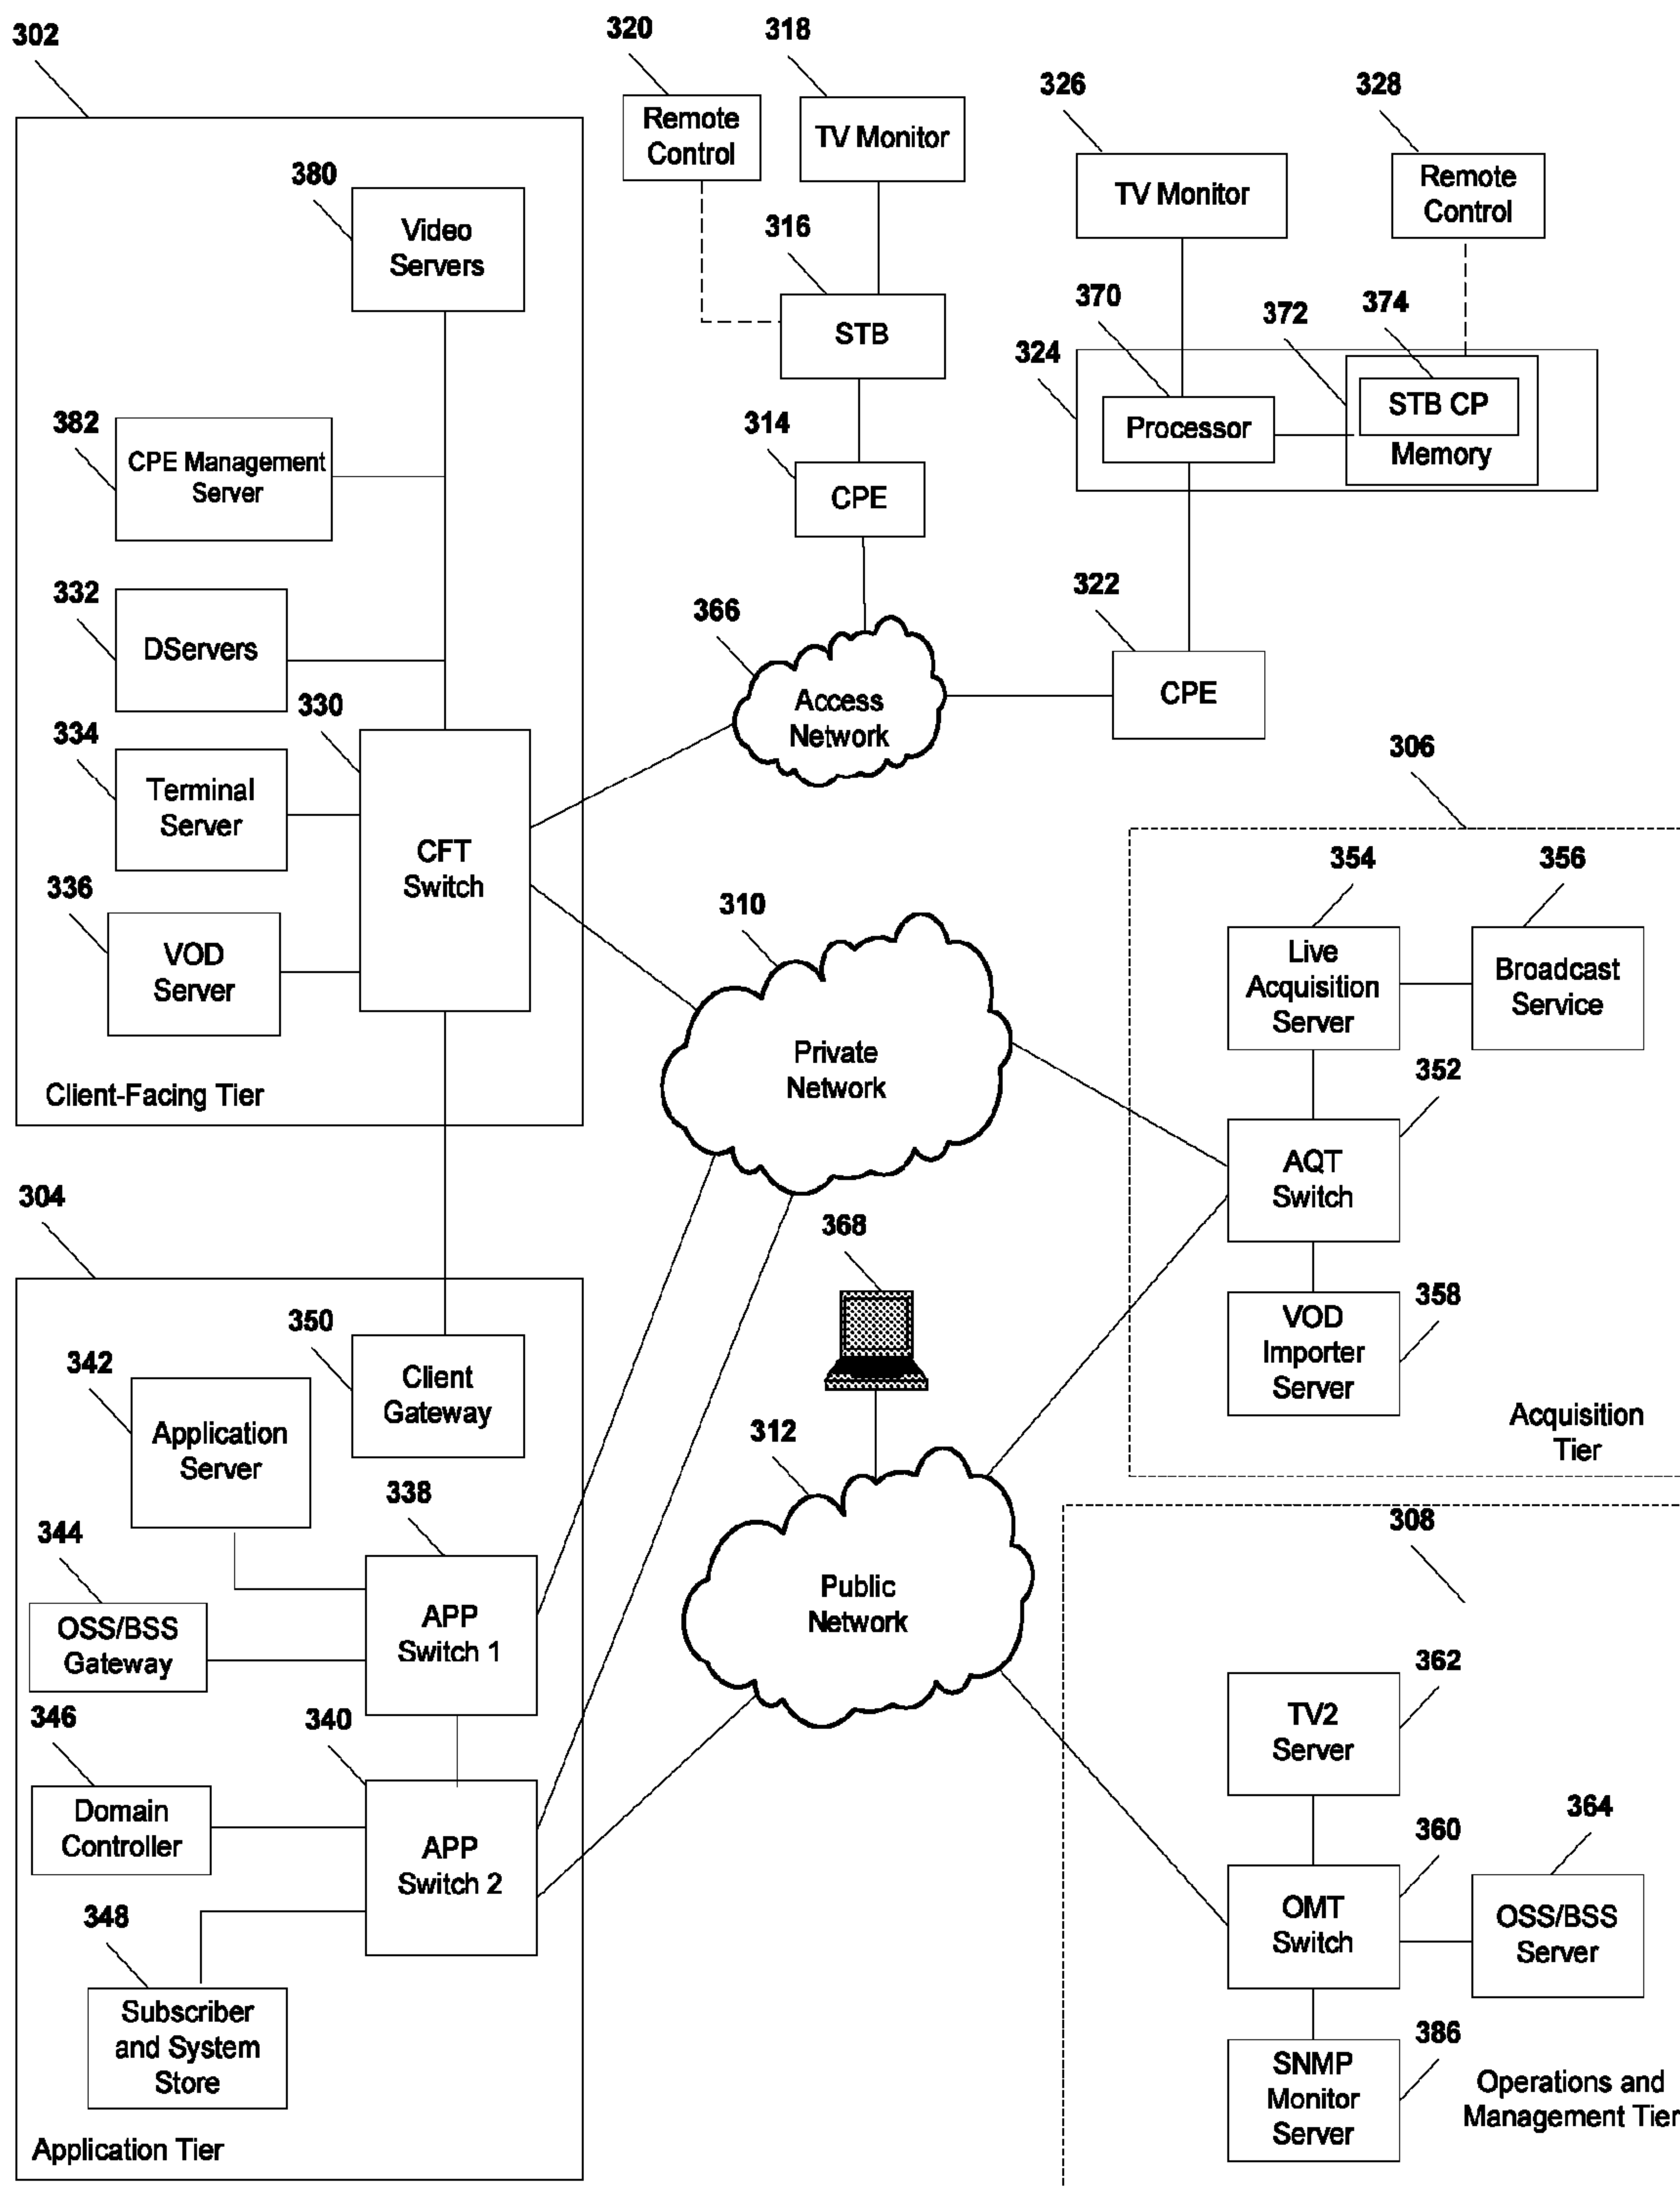 302
320
318
326
328
Remote
Control
TV Monitor
TV Monitor
Remote
Control
380
Video
Servers
316
STB
370
372
374
324
STB CP
Processor
Memory
382
CPE Management
Server
314
CPE
332
DServers
366
Access
Network
322
CPE
330
334
Terminal
Server
CFT
Switch
336
VOD
Server
Client-Facing Tier
310
Private
Network
306
354
356
Live
Acquisition
Server
Broadcast
Service
352
AQT
Switch
358
VOD
Importer
Server
Acquisition
Tier
304
350
Client
Gateway
342
Application
Server
368
312
Public
Network
338
344
OSS/BSS
Gateway
APP
Switch 1
346
340
Domain
Controller
APP
Switch 2
348
Subscriber
and System
Store
Application Tier
308
362
TV2
Server
360
364
OMT
Switch
OSS/BSS
Server
386
SNMP
Monitor
Server
Operations and
Management Tier